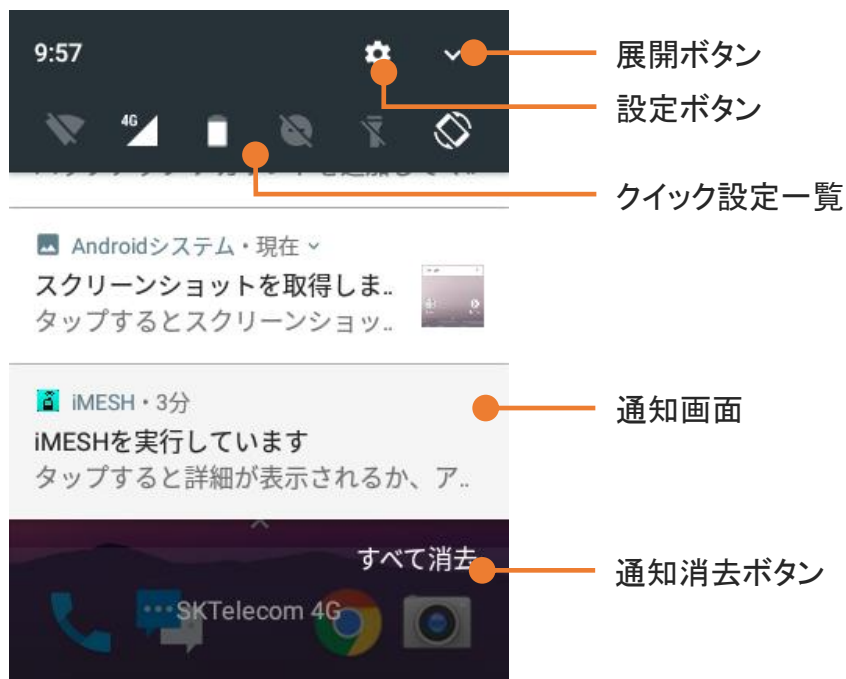 9:57
展開ボタン
設定ボタン
4G
クイック設定一覧
Androidシステム・現在
スクリーンショットを取得しま..
タップするとスクリーンショッ..
iMESH・3分
通知画面
iMESHを実行しています
タップすると詳細が表示されるか、ア..
すべて消去
通知消去ボタン
SKTelecom 4G